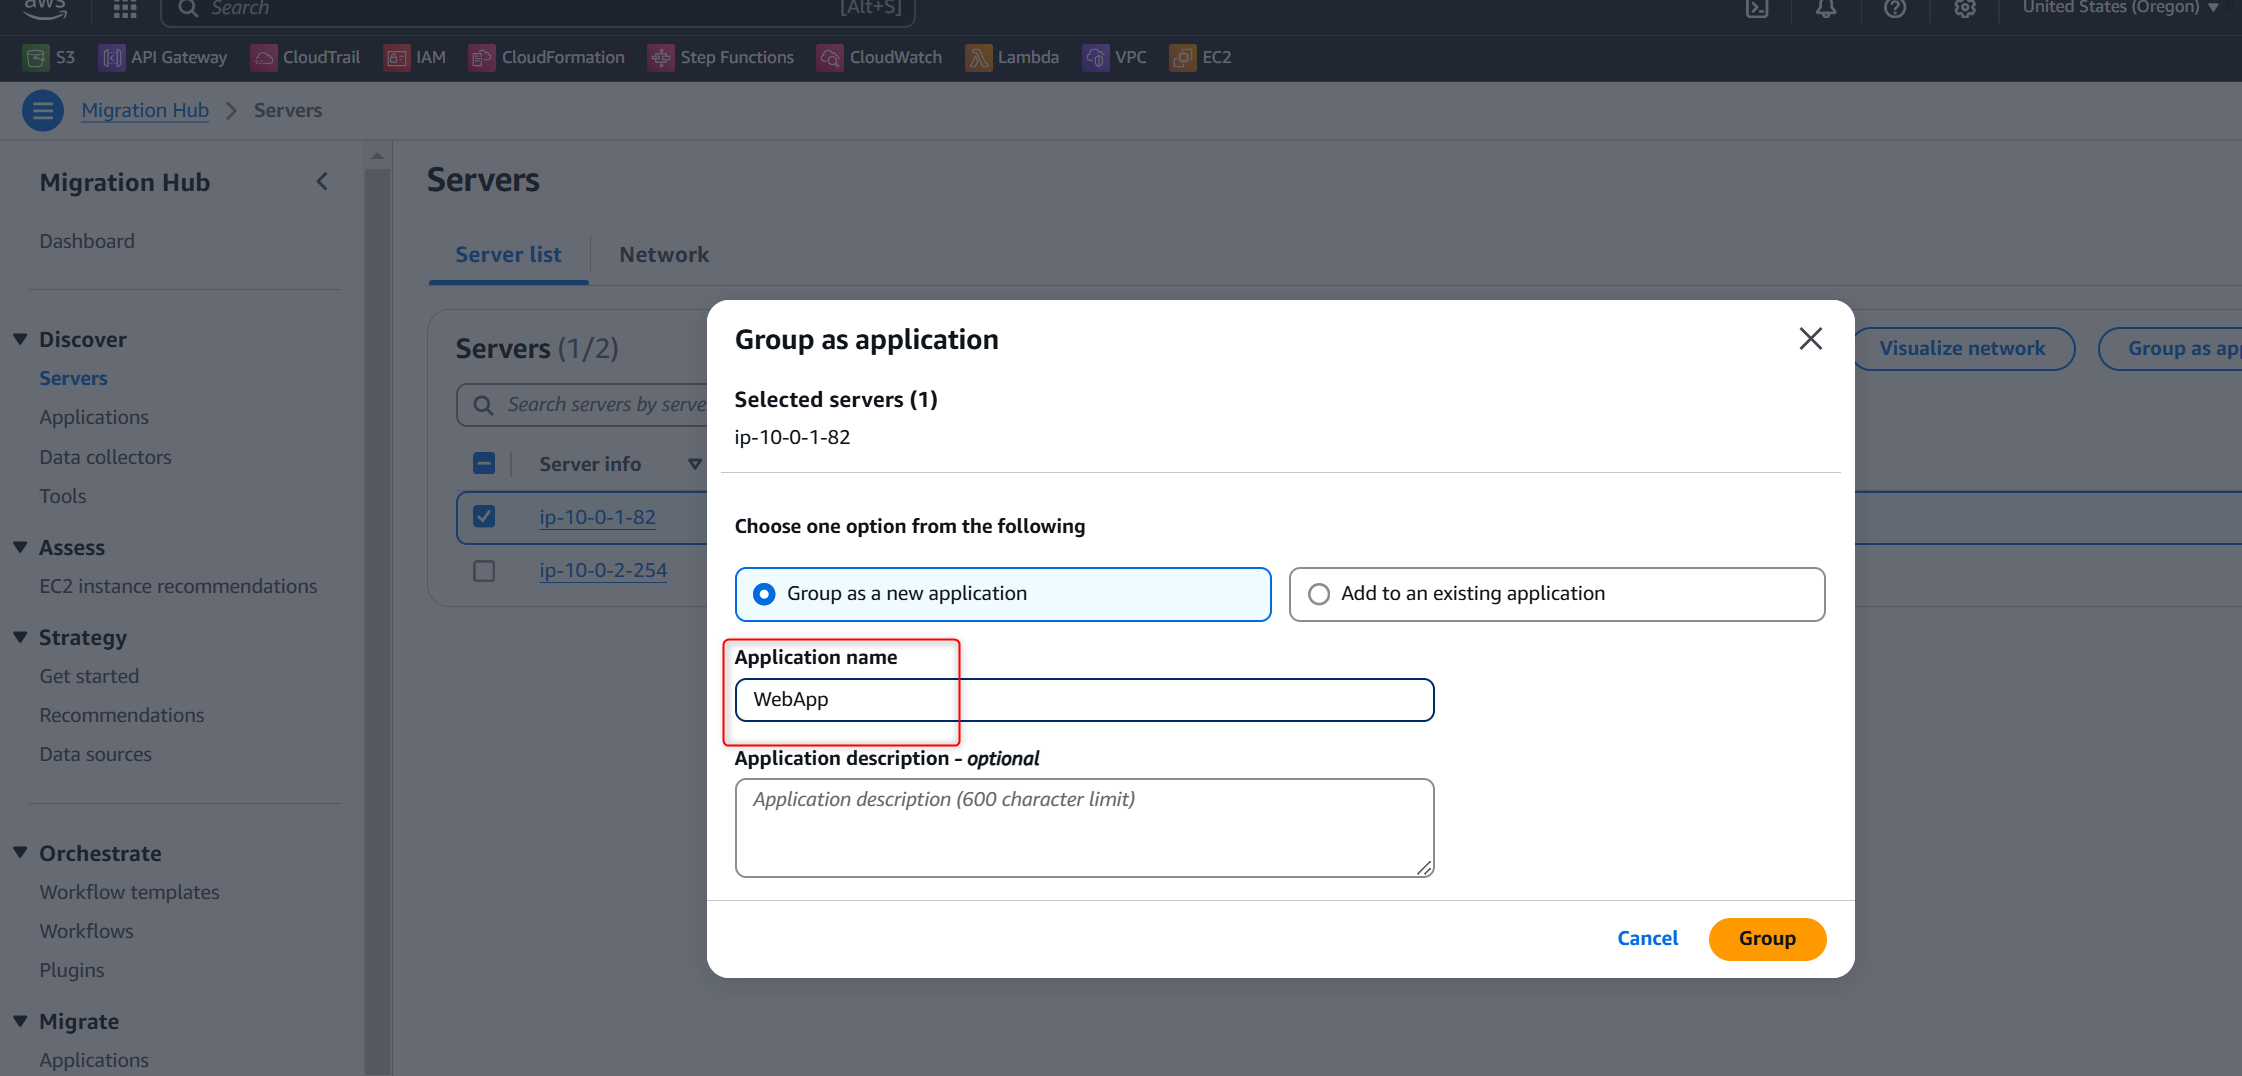 aws
Search [Alt+S] United States (Oregon)
S3 API Gateway CloudTrail IAM CloudFormation Step Functions CloudWatch Lambda VPC EC2
Migration Hub > Servers
Migration Hub
Dashboard
Discover
Servers
Applications
Data collectors
Tools
Assess
EC2 instance recommendations
Strategy
Get started
Recommendations
Data sources
Orchestrate
Workflow templates
Workflows
Plugins
Migrate
Applications
Servers
Server list Network
Servers (1/2)
Visualize network Group as
Search servers by
Server info
ip-10-0-1-82
ip-10-0-2-254
Group as application
Selected servers (1)
ip-10-0-1-82
Choose one option from the following
Group as a new application Add to an existing application
Application name
WebApp
Application description - optional
Application description (600 character limit)
Cancel Group